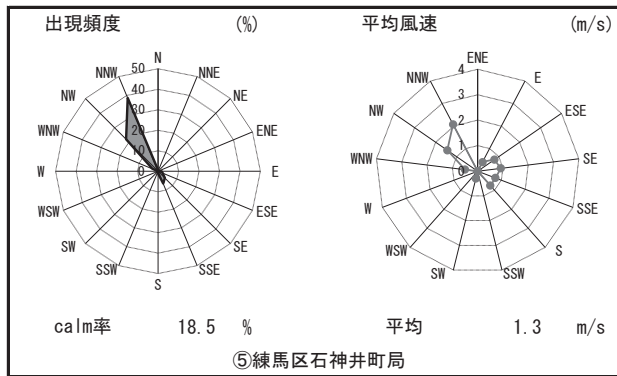 出現頻度 (%)
N
NNE
NE
ENE
E
ESE
SE
SSE
S
SSW
SW
WSW
W
WNW
NW
NNW
50
40
30
20
10
0
calm率 18.5 %
平均風速 (m/s)
ENE
E
ESE
SE
SSE
S
SSW
SW
WSW
W
WNW
NW
NNW
4
3
2
1
0
平均 1.3 m/s
⑤練馬区石神井町局